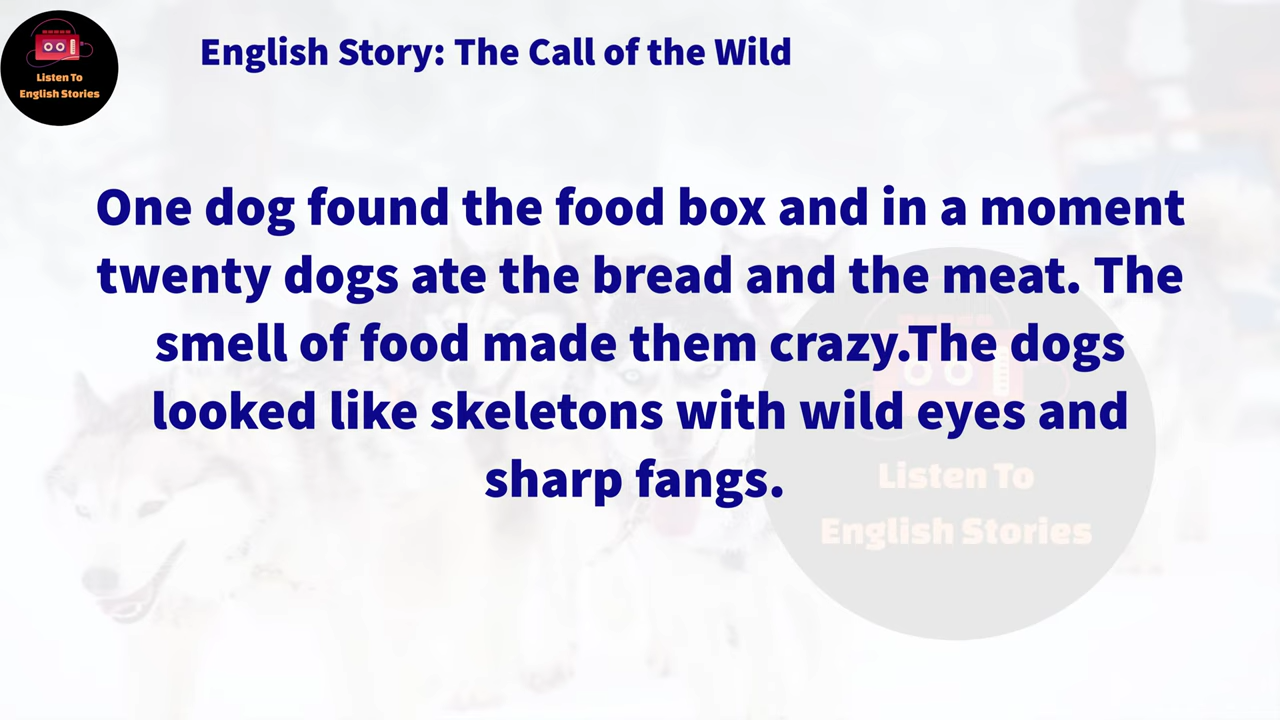 Listen To
English Stories
English Story: The Call of the Wild
One dog found the food box and in a moment
twenty dogs ate the bread and the meat. The
smell of food made them crazy.The dogs
looked like skeletons with wild eyes and
sharp fangs.
Listen To
English Stories